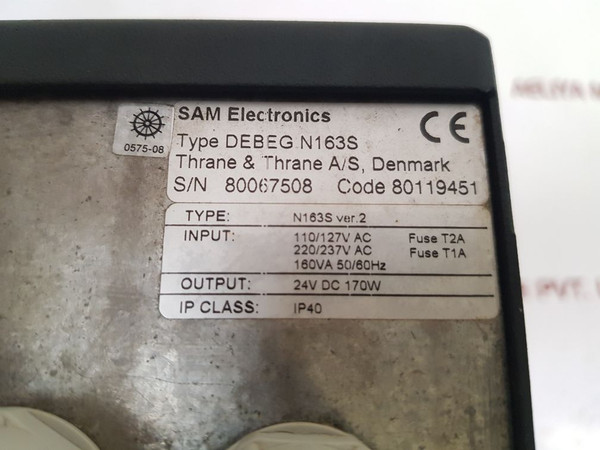 SAM Electronics
Type DEBEG N163S
Thrane & Thrane A/S, Denmark
S/N 80067508 Code 80119451
CE
0575-08
TYPE: N163S ver.2
INPUT: 110/127V AC Fuse T2A
220/237V AC Fuse T1A
160VA 50/60Hz
OUTPUT: 24V DC 170W
IP CLASS: IP40
PVT.